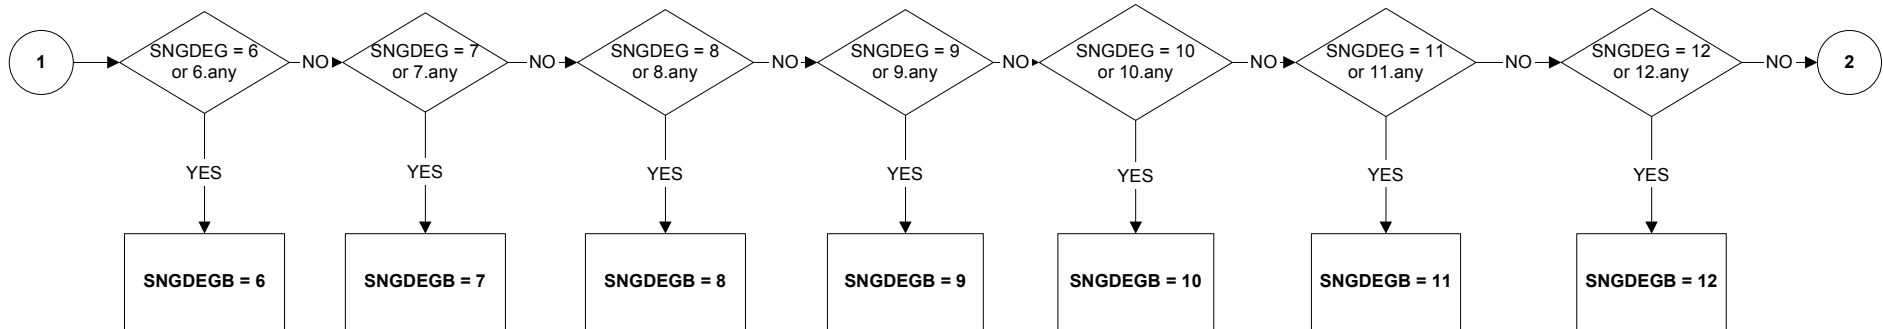 1
SNGDEG = 6
or 6.any
NO
SNGDEG = 7
or 7.any
NO
SNGDEG = 8
or 8.any
NO
SNGDEG = 9
or 9.any
NO
SNGDEG = 10
or 10.any
NO
SNGDEG = 11
or 11.any
NO
SNGDEG = 12
or 12.any
NO
2
YES
YES
YES
YES
YES
YES
YES
SNGDEGB = 6
SNGDEGB = 7
SNGDEGB = 8
SNGDEGB = 9
SNGDEGB = 10
SNGDEGB = 11
SNGDEGB = 12